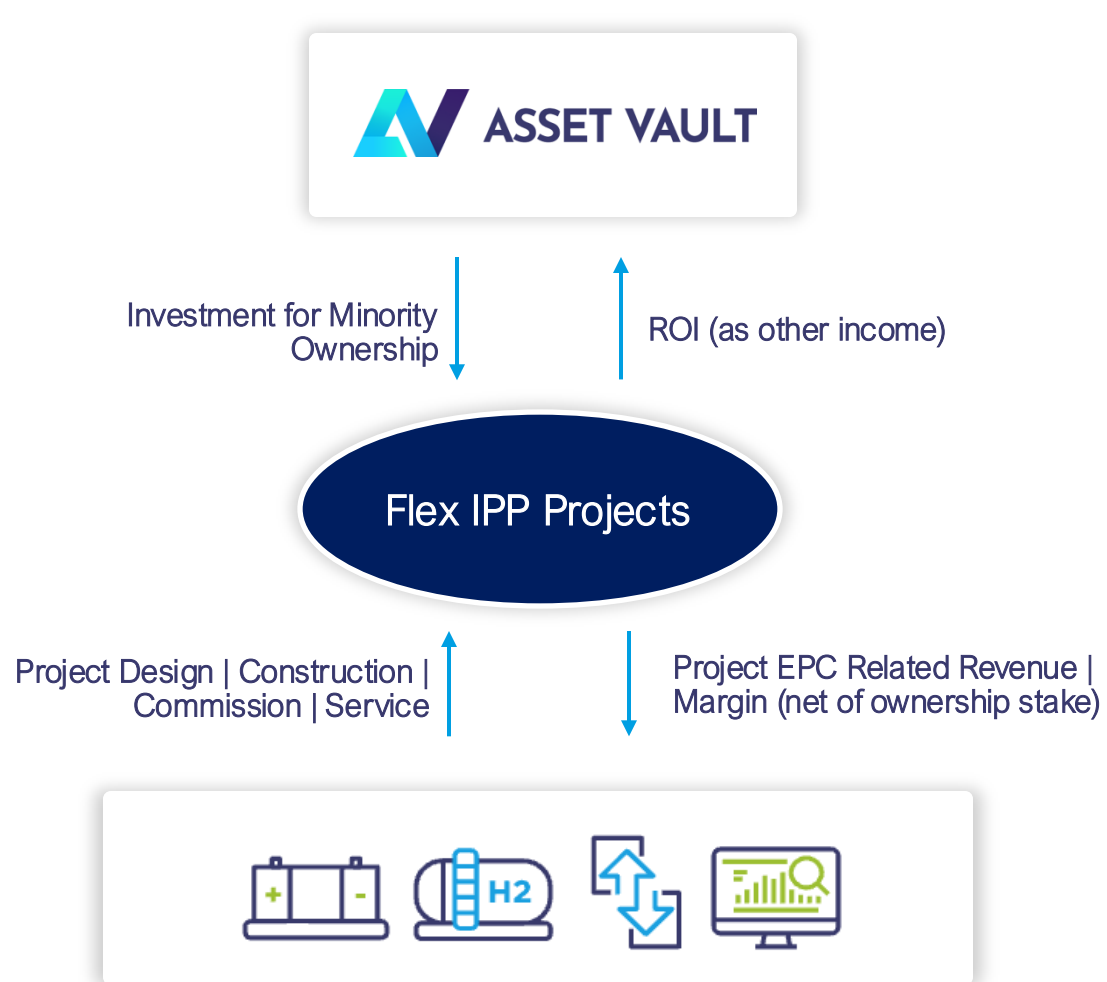 ASSET VAULT
Investment for Minority
Ownership
ROI (as other income)
Flex IPP Projects
Project Design | Construction |
Commission | Service
Project EPC Related Revenue |
Margin (net of ownership stake)
+ -
H2